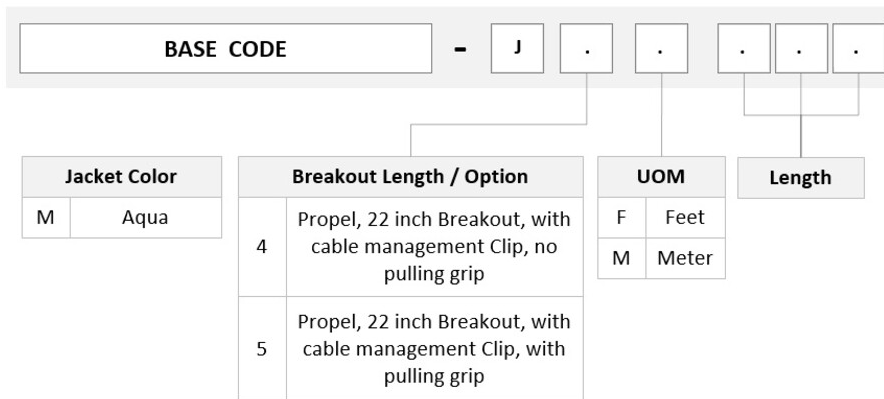 BASE CODE - J . . . . .
Jacket Color
M Aqua
Breakout Length / Option
4 Propel, 22 inch Breakout, with
cable management Clip, no
pulling grip
5 Propel, 22 inch Breakout, with
cable management Clip, with
pulling grip
UOM
F Feet
M Meter
Length